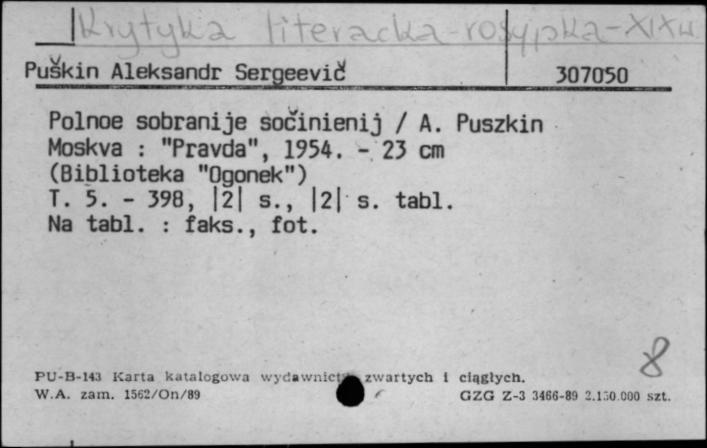 Krytyka literacka-rosyjska-XIXw
Puškin Aleksandr Sergeevič 307050
Polnoe sobranije sočinienij / A. Puszkin
Moskva : "Pravda", 1954. - 23 cm
(Biblioteka "Ogonek")
T. 5. - 398, |2| s., |2| s. tabl.
Na tabl. : faks., fot.
8
PU-B-143 Karta katalogowa wydawnictw zwartych i ciągłych.
W.A. zam. 1562/On/89 GZG Z-3 3466-89 2.150.000 szt.